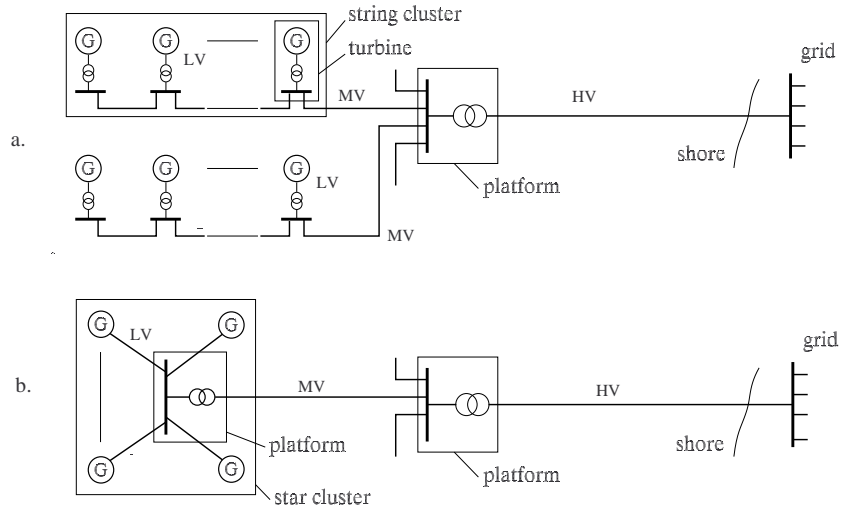 string cluster
G G G
turbine
LV
grid
MV
HV
a.
shore
G G G
LV
platform
MV
G G
LV
grid
b.
MV
HV
platform
shore
G G
platform
star cluster